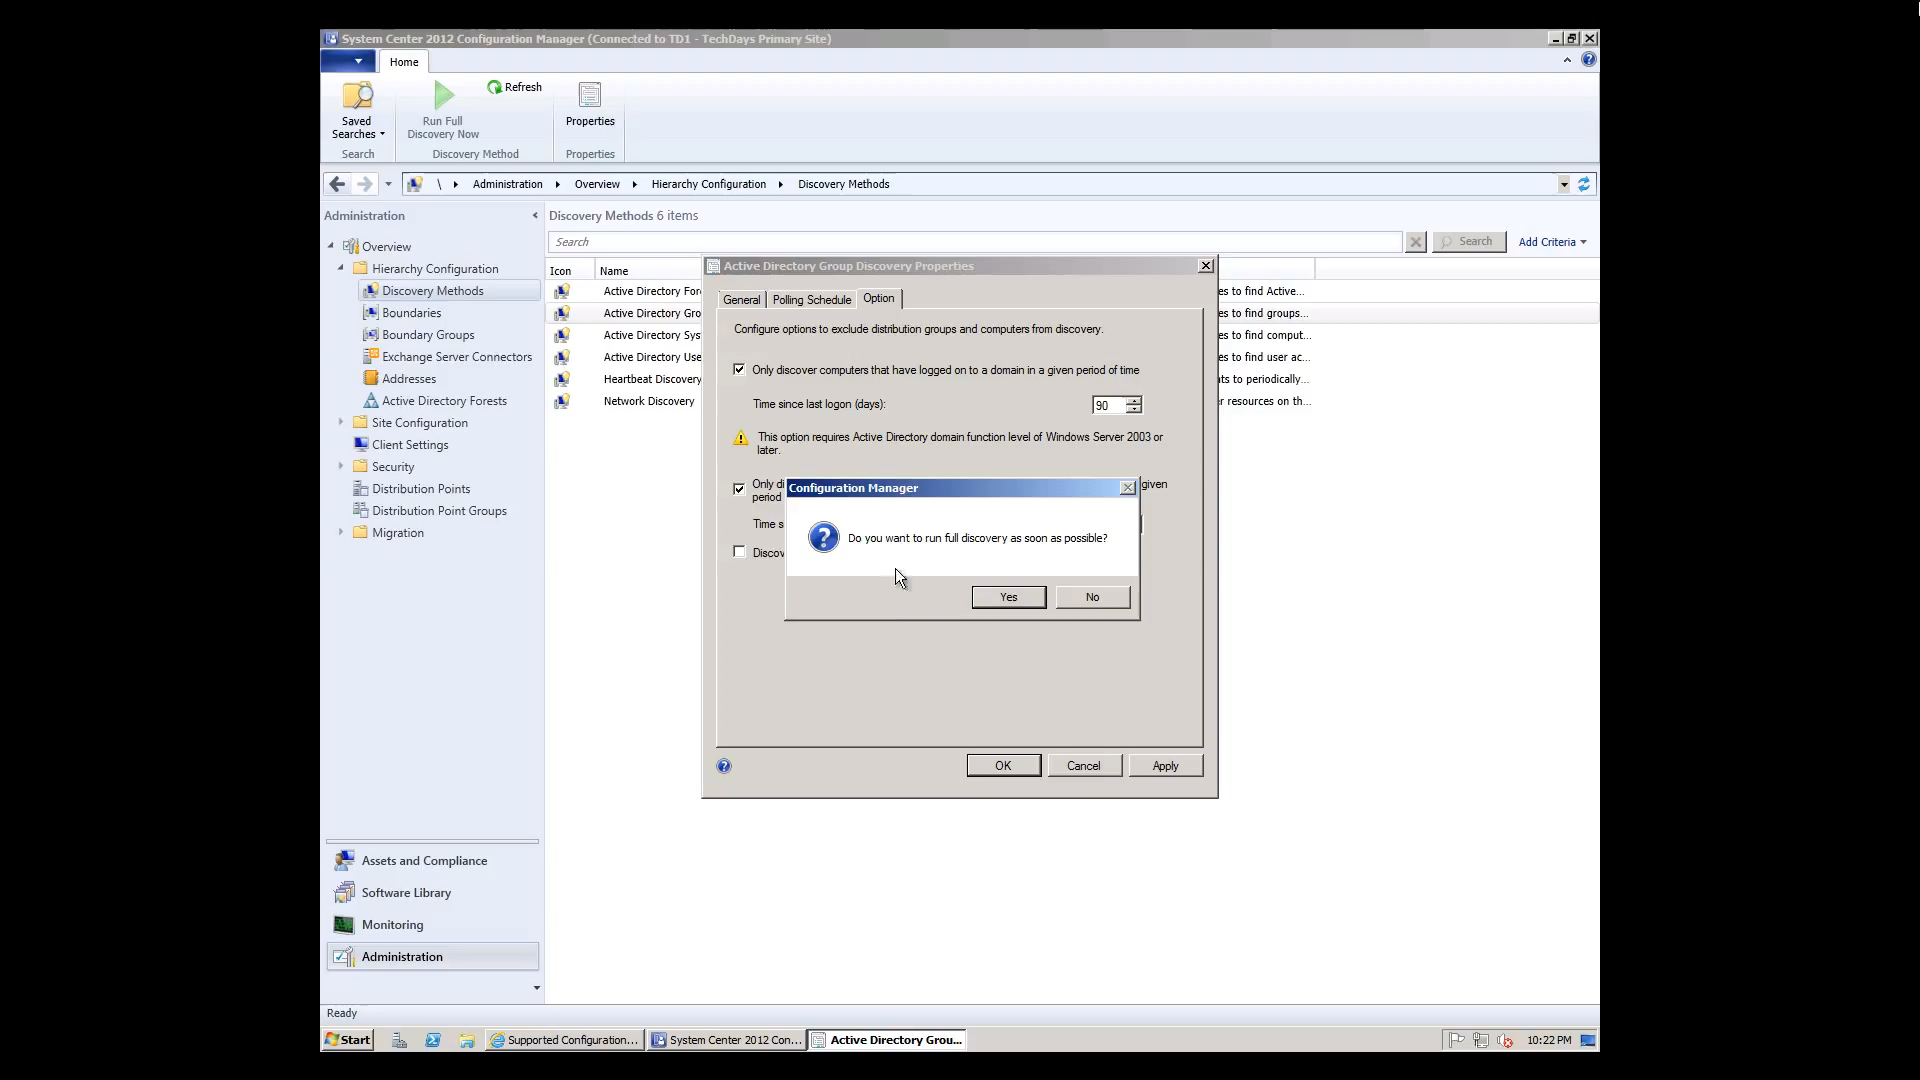 System Center 2012 Configuration Manager (Connected to TD1 - TechDays Primary Site)
Home
Saved Searches
Run Full Discovery Now
Refresh
Properties
Search
Discovery Method
Properties
\ Administration Overview Hierarchy Configuration Discovery Methods
Administration
Overview
Hierarchy Configuration
Discovery Methods
Boundaries
Boundary Groups
Exchange Server Connectors
Addresses
Active Directory Forests
Site Configuration
Client Settings
Security
Distribution Points
Distribution Point Groups
Migration
Assets and Compliance
Software Library
Monitoring
Administration
Discovery Methods 6 items
Search
Search
Add Criteria
Icon Name
Active Directory For
es to find Active...
Active Directory Gro
es to find groups...
Active Directory Sys
es to find comput...
Active Directory Use
es to find user ac...
Heartbeat Discovery
nts to periodically...
Network Discovery
r resources on th...
Active Directory Group Discovery Properties
General Polling Schedule Option
Configure options to exclude distribution groups and computers from discovery.
Only discover computers that have logged on to a domain in a given period of time
Time since last logon (days):
90
This option requires Active Directory domain function level of Windows Server 2003 or
later.
Only di
given
period
Time s
Discov
Configuration Manager
Do you want to run full discovery as soon as possible?
Yes No
OK Cancel Apply
Ready
Start
Supported Configuration...
System Center 2012 Con...
Active Directory Grou...
10:22 PM